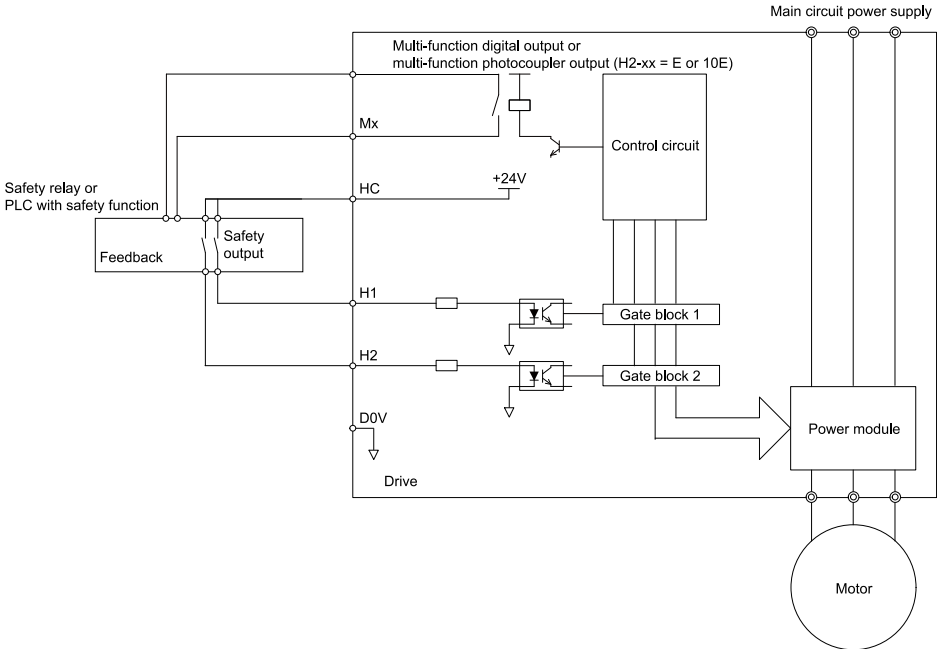 Main circuit power supply
Multi-function digital output or
multi-function photocoupler output (H2-xx = E or 10E)
Mx
Control circuit
+24V
HC
Safety relay or
PLC with safety function
Safety
output
Feedback
H1
Gate block 1
H2
Gate block 2
D0V
Power module
Drive
Motor